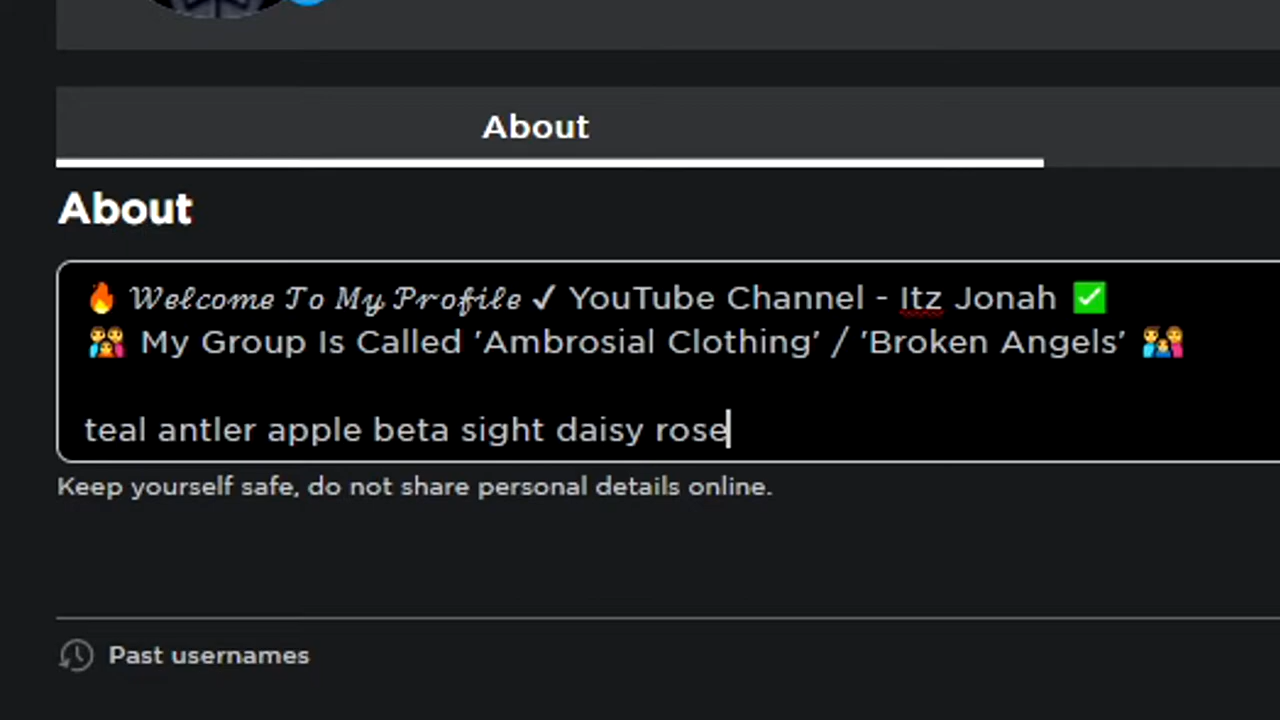 About
About
🔥 𝓦𝓮𝓵𝓬𝓸𝓶𝓮 𝓣𝓸 𝓜𝔂 𝓟𝓻𝓸𝓯𝓲𝓵𝓮 ✓ YouTube Channel - Itz Jonah ✅
👨‍👩‍👦 My Group Is Called 'Ambrosial Clothing' / 'Broken Angels' 👨‍👩‍👦
teal antler apple beta sight daisy rose
Keep yourself safe, do not share personal details online.
Past usernames